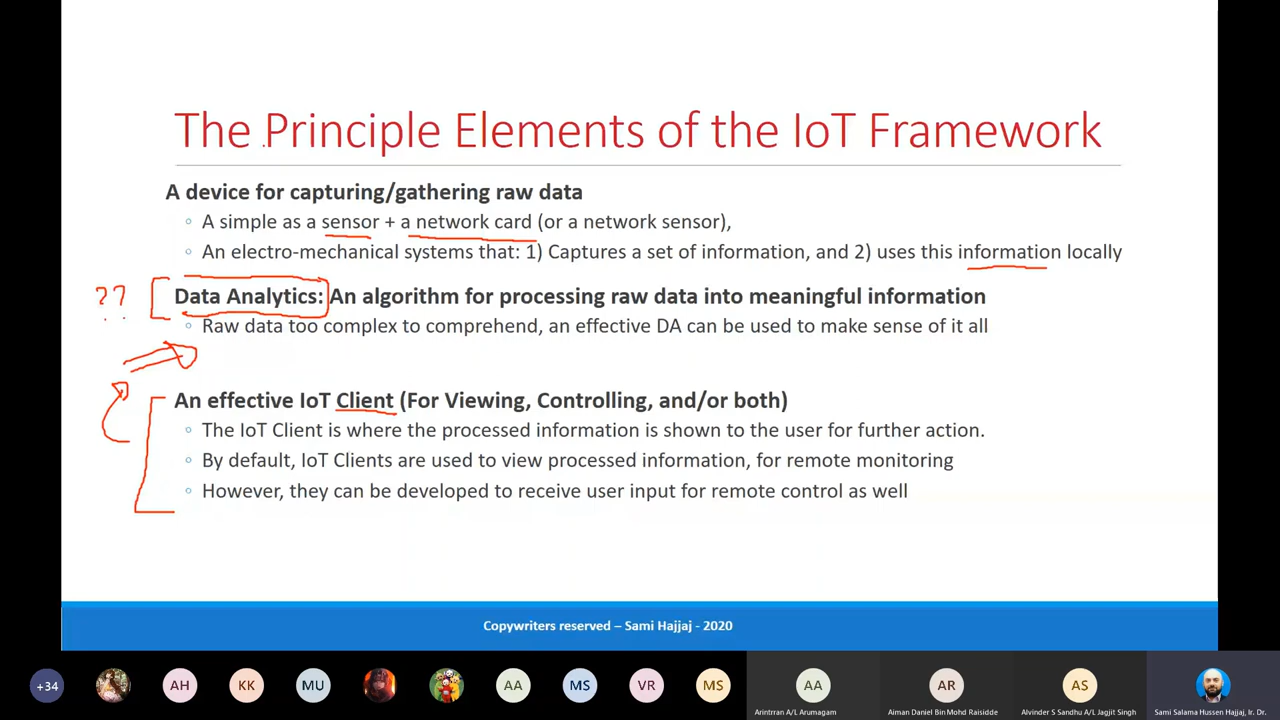 The Principle Elements of the IoT Framework
A device for capturing/gathering raw data
◦ A simple as a sensor + a network card (or a network sensor),
◦ An electro-mechanical systems that: 1) Captures a set of information, and 2) uses this information locally
?? Data Analytics: An algorithm for processing raw data into meaningful information
◦ Raw data too complex to comprehend, an effective DA can be used to make sense of it all
An effective IoT Client (For Viewing, Controlling, and/or both)
◦ The IoT Client is where the processed information is shown to the user for further action.
◦ By default, IoT Clients are used to view processed information, for remote monitoring
◦ However, they can be developed to receive user input for remote control as well
Copywriters reserved – Sami Hajjaj - 2020
+34 AH KK MU AA MS VR MS AA AR AS
Arintrran A/L Arumugam Aiman Daniel Bin Mohd Raisidde Alvinder S Sandhu A/L Jagjit Singh Sami Salama Hussen Hajjaj, Ir. Dr.